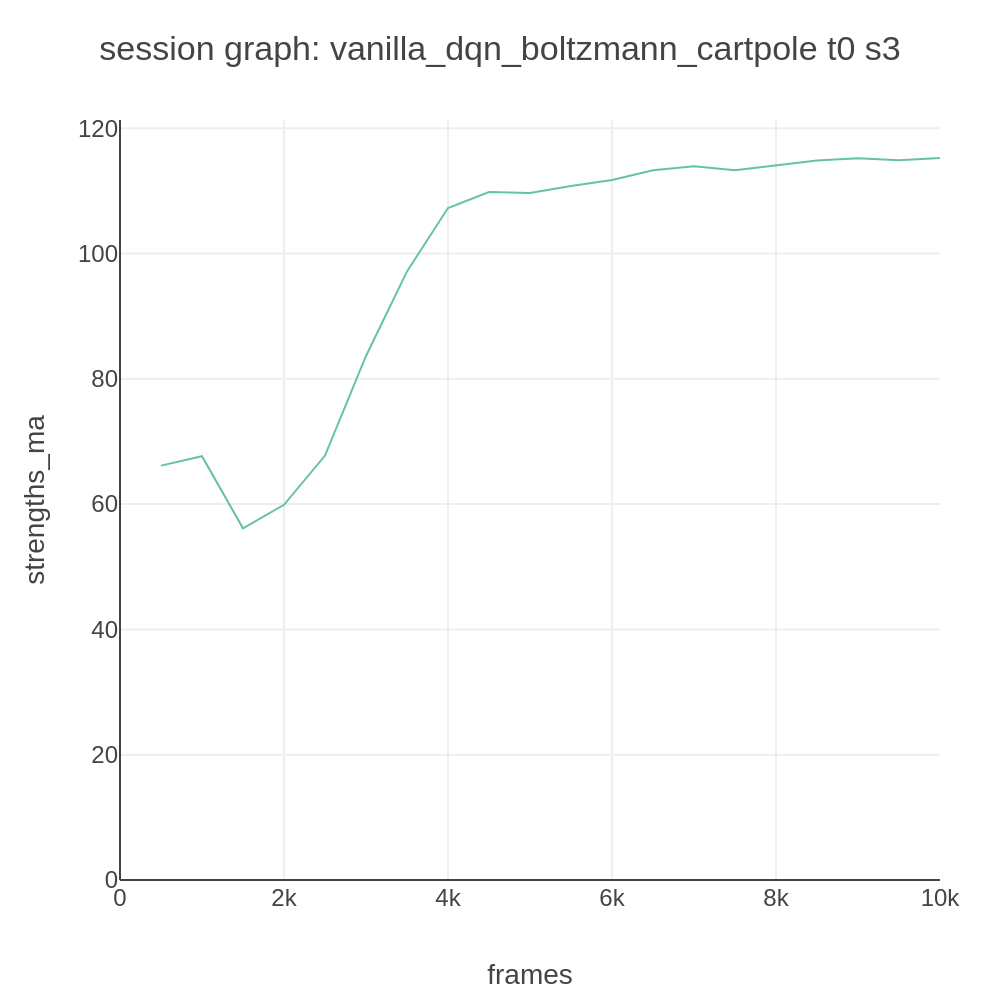 session graph: vanilla_dqn_boltzmann_cartpole t0 s3
120
100
80
60
40
20
0
strengths_ma
0 2k 4k 6k 8k 10k
frames